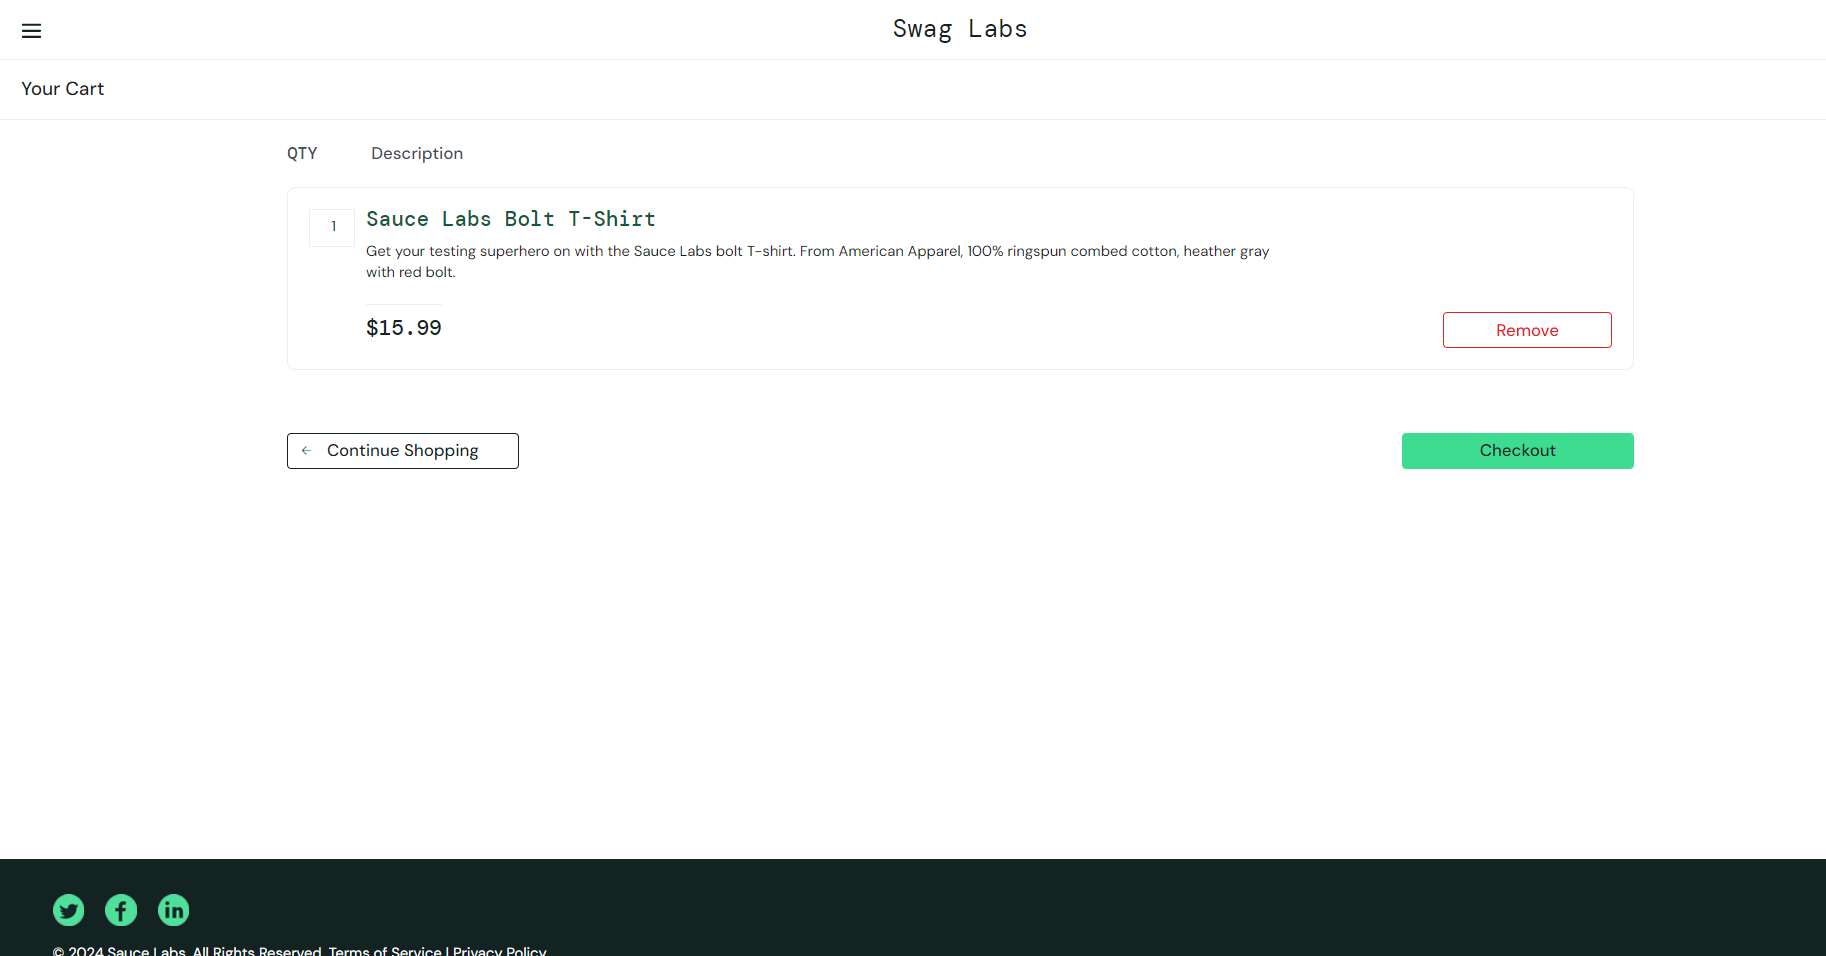 Swag Labs
Your Cart
QTY Description
1
Sauce Labs Bolt T-Shirt
Get your testing superhero on with the Sauce Labs bolt T-shirt. From American Apparel, 100% ringspun combed cotton, heather gray
with red bolt.
$15.99
Remove
← Continue Shopping
Checkout
© 2024 Sauce Labs. All Rights Reserved. Terms of Service | Privacy Policy